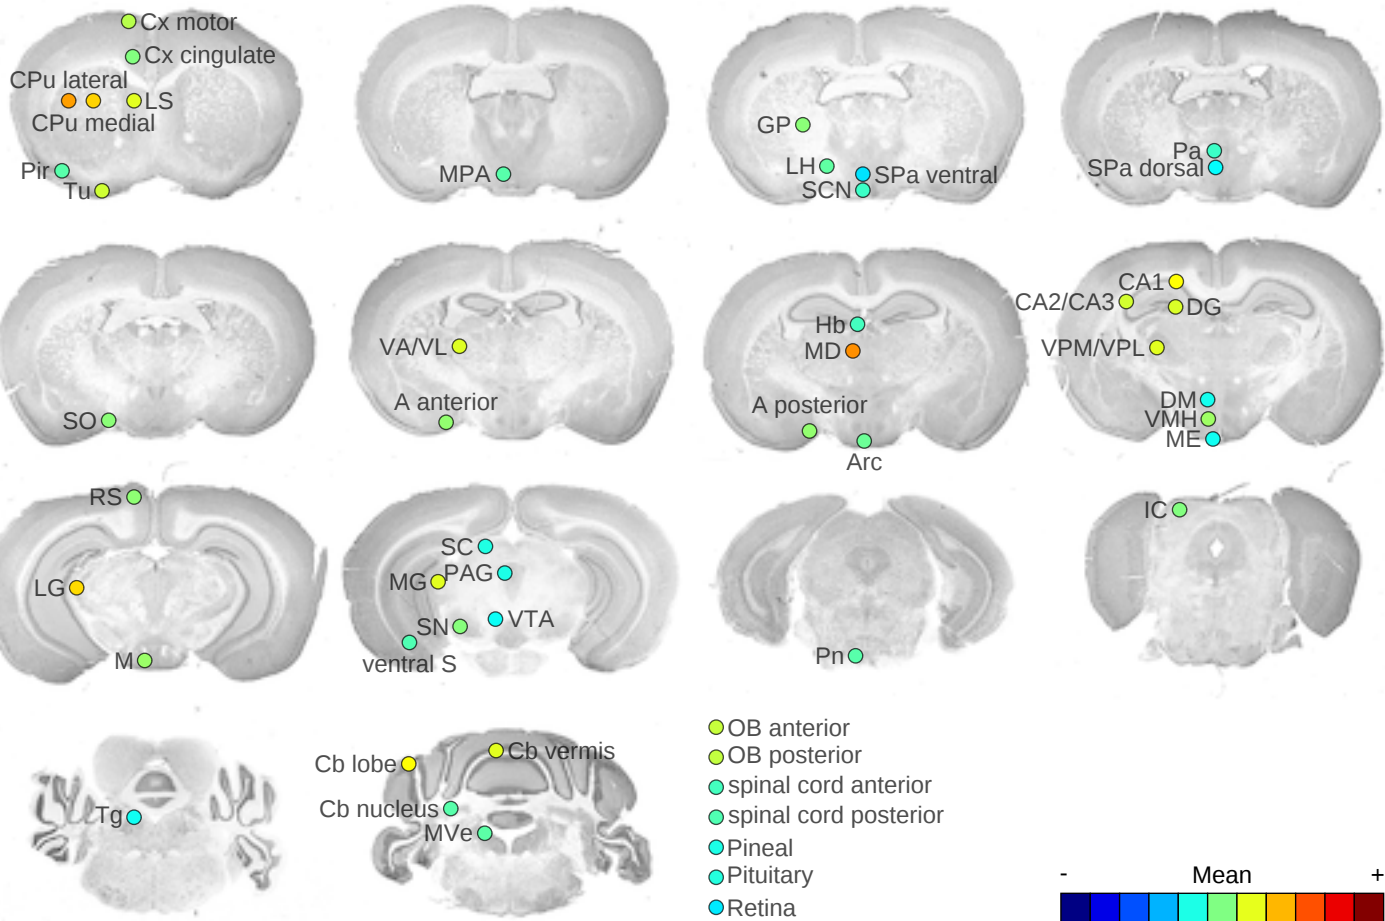 Cx motor
Cx cingulate
CPu lateral
LS
CPu medial
Pir
Tu
MPA
GP
LH
SPa ventral
SCN
Pa
SPa dorsal
SO
VA/VL
A anterior
Hb
MD
A posterior
Arc
CA1
CA2/CA3
DG
VPM/VPL
DM
VMH
ME
RS
LG
M
SC
PAG
MG
VTA
SN
ventral S
Pn
IC
Tg
Cb lobe
Cb vermis
Cb nucleus
MVe
OB anterior
OB posterior
spinal cord anterior
spinal cord posterior
Pineal
Pituitary
Retina
- Mean +